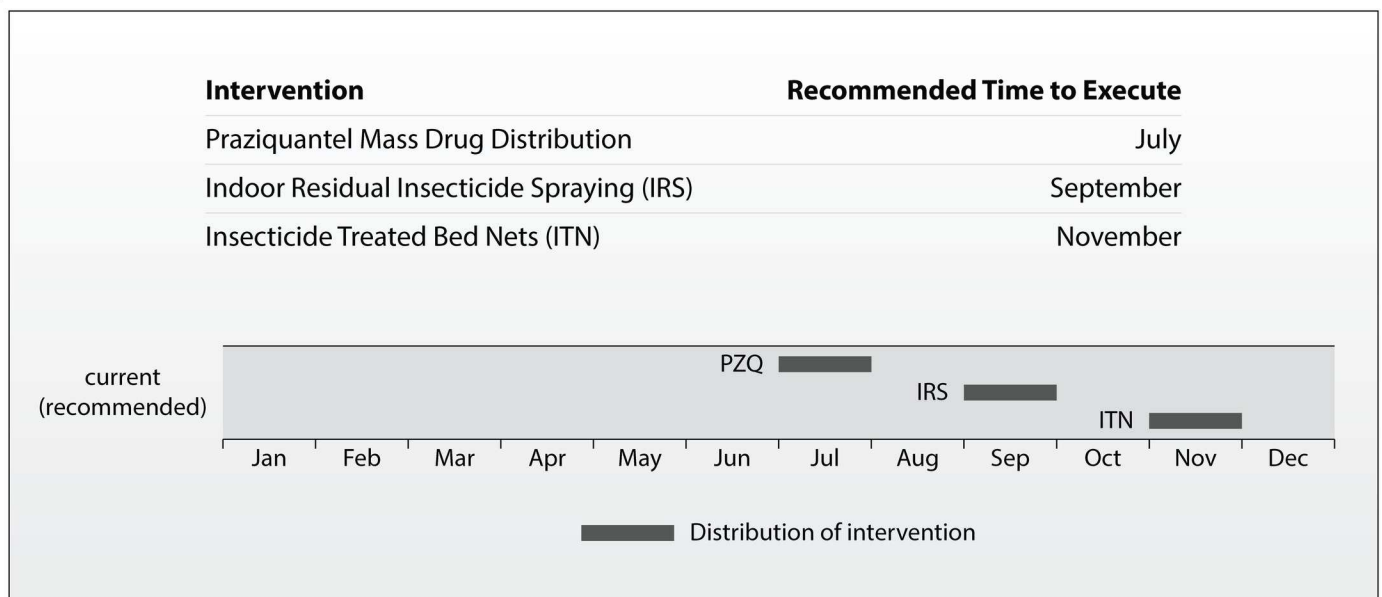 Intervention Recommended Time to Execute
Praziquantel Mass Drug Distribution July
Indoor Residual Insecticide Spraying (IRS) September
Insecticide Treated Bed Nets (ITN) November
current
(recommended)
PZQ
IRS
ITN
Jan Feb Mar Apr May Jun Jul Aug Sep Oct Nov Dec
Distribution of intervention